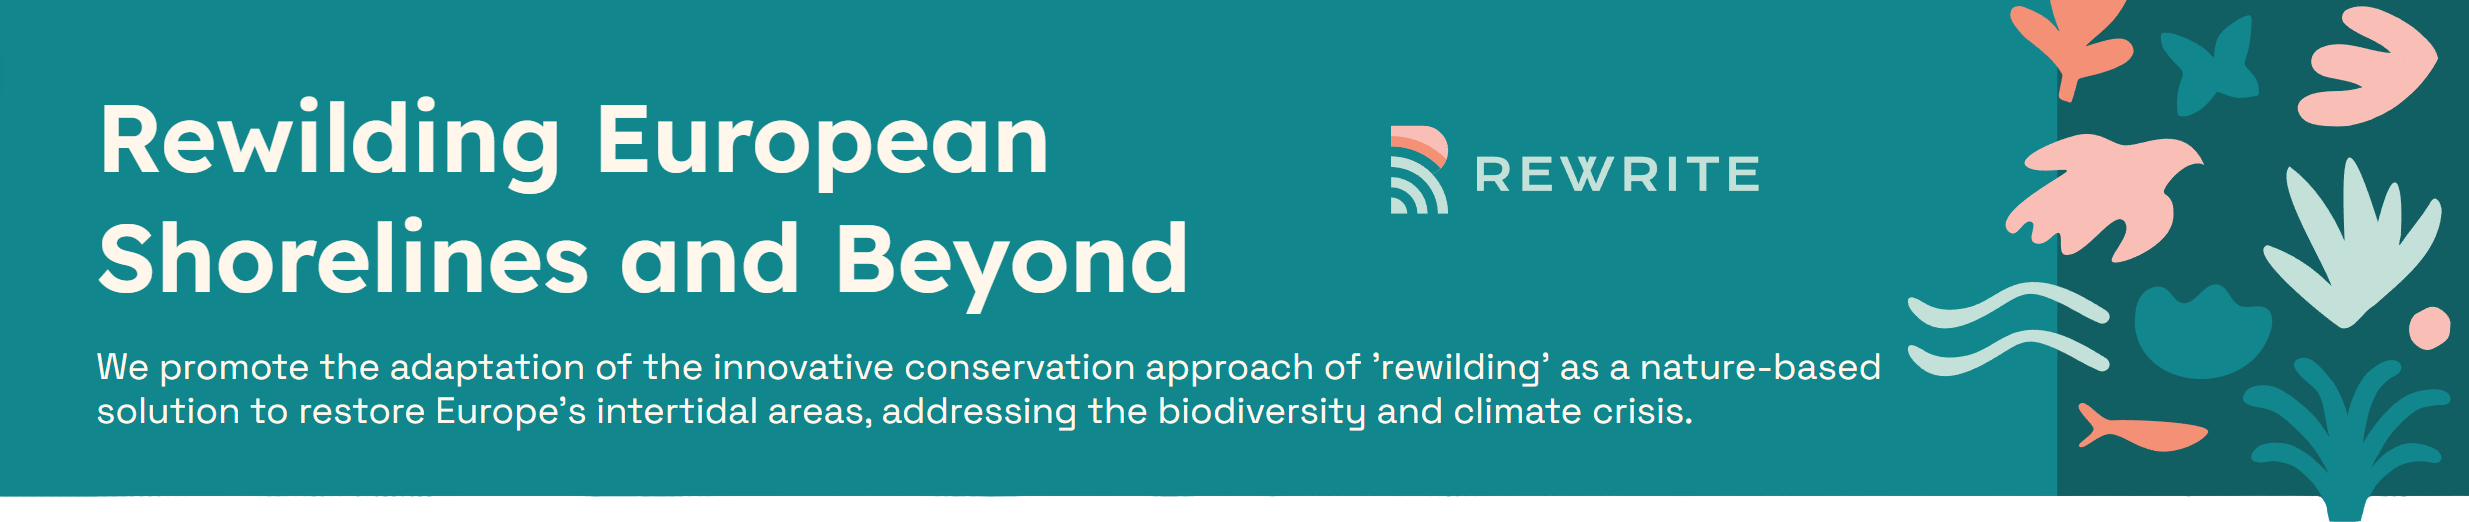 Rewilding European
Shorelines and Beyond
REWRITE
We promote the adaptation of the innovative conservation approach of ’rewilding’ as a nature-based
solution to restore Europe’s intertidal areas, addressing the biodiversity and climate crisis.